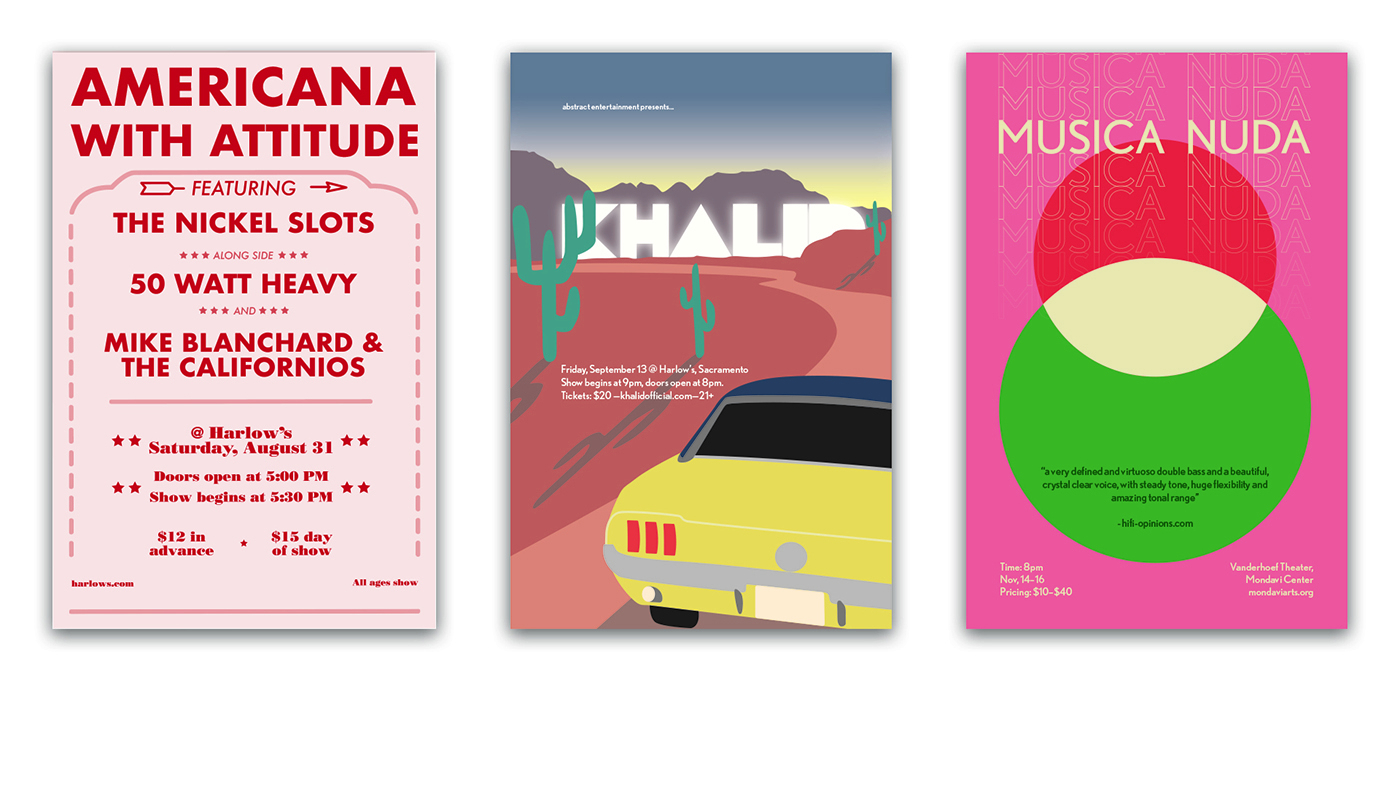 AMERICANA
WITH ATTITUDE
FEATURING
THE NICKEL SLOTS
ALONG SIDE
50 WATT HEAVY
AND
MIKE BLANCHARD &
THE CALIFORNIOS
@ Harlow's
Saturday, August 31
Doors open at 5:00 PM
Show begins at 5:30 PM
$12 in
advance
$15 day
of show
harlows.com
All ages show
abstract entertainment presents...
KHALID
Friday, September 13 @ Harlow's, Sacramento
Show begins at 9pm, doors open at 8pm.
Tickets: $20 —khalidofficial.com—21+
MUSICA NUDA
MUSICA NUDA
MUSICA NUDA
MUSICA NUDA
MUSICA NUDA
MUSICA NUDA
MUSICA NUDA
"a very defined and virtuoso double bass and a beautiful,
crystal clear voice, with steady tone, huge flexibility and
amazing tonal range"
- hifi-opinions.com
Time: 8pm
Nov, 14–16
Pricing: $10–$40
Vanderhoef Theater,
Mondavi Center
mondaviarts.org